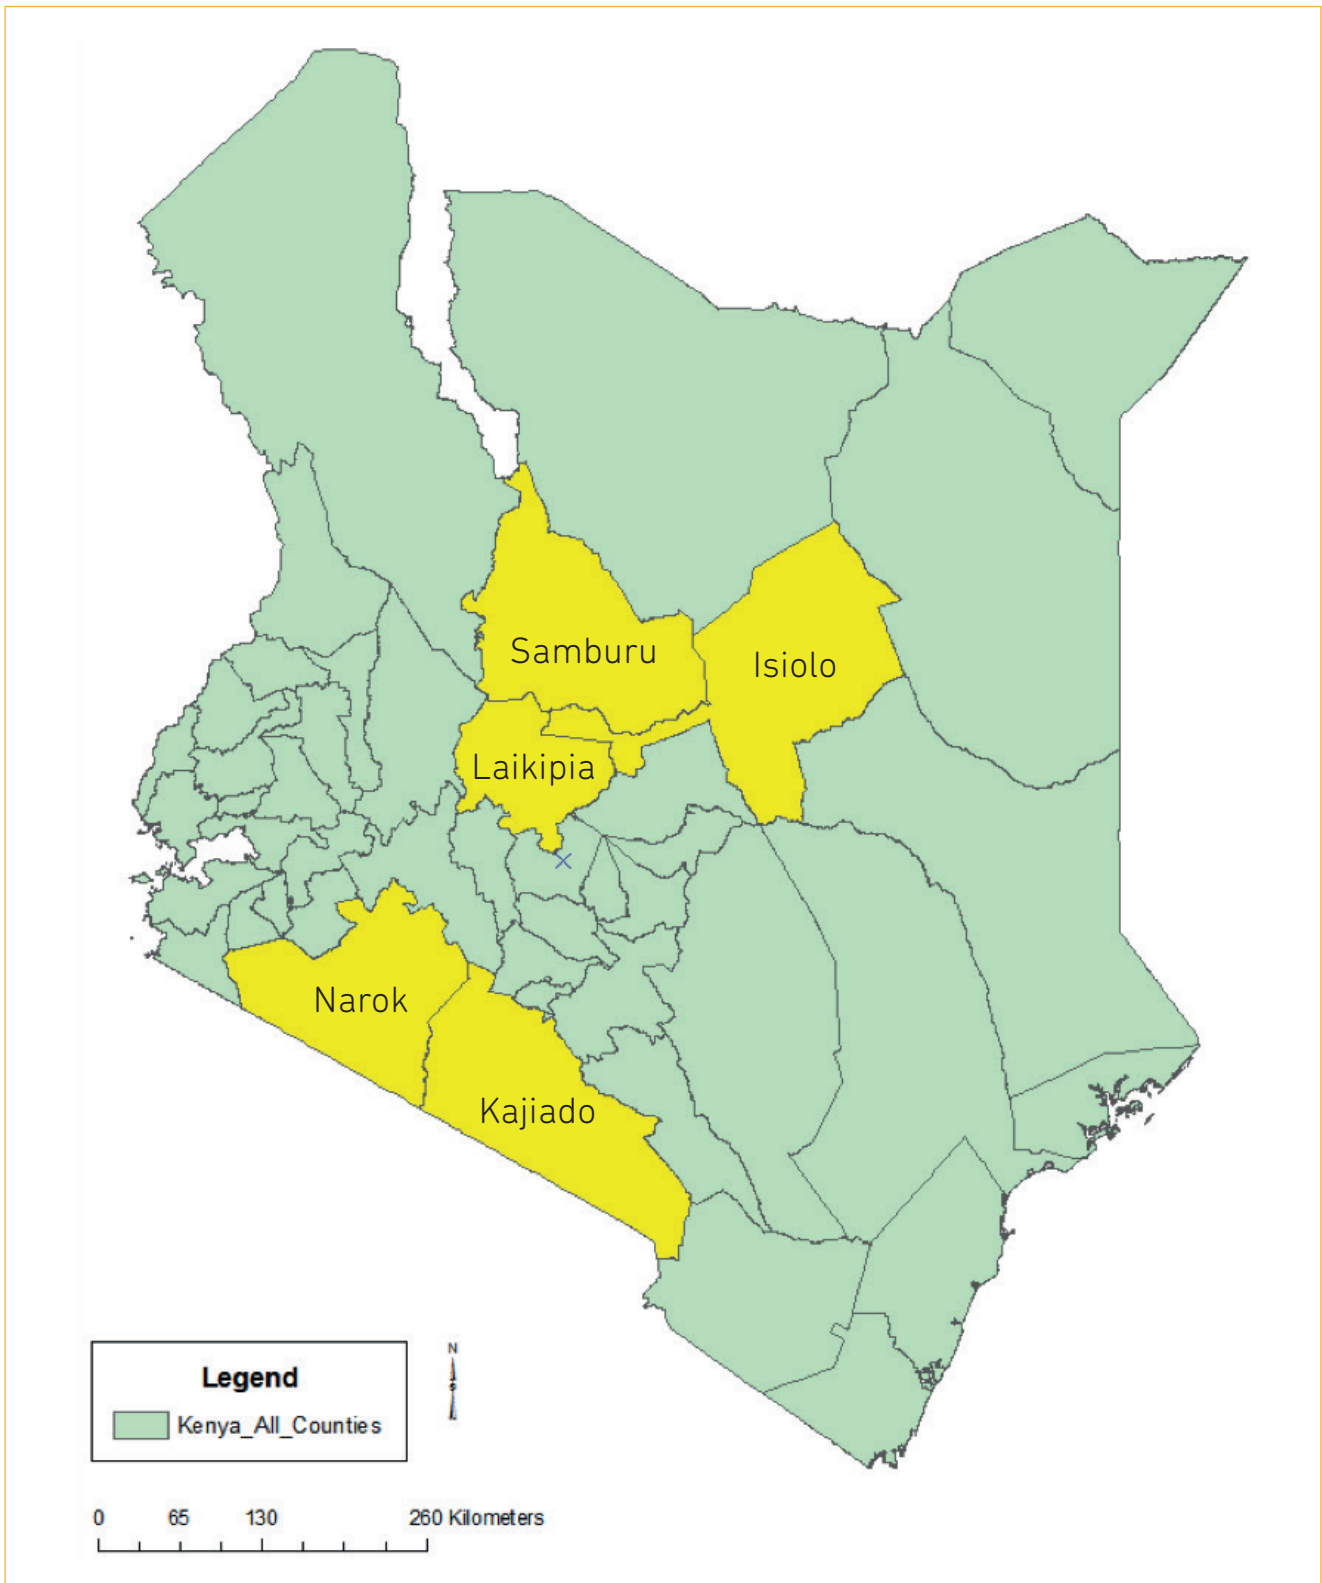 Samburu
Isiolo
Laikipia
Narok
Kajiado
Legend
Kenya_All_Counties
N
0 65 130 260 Kilometers